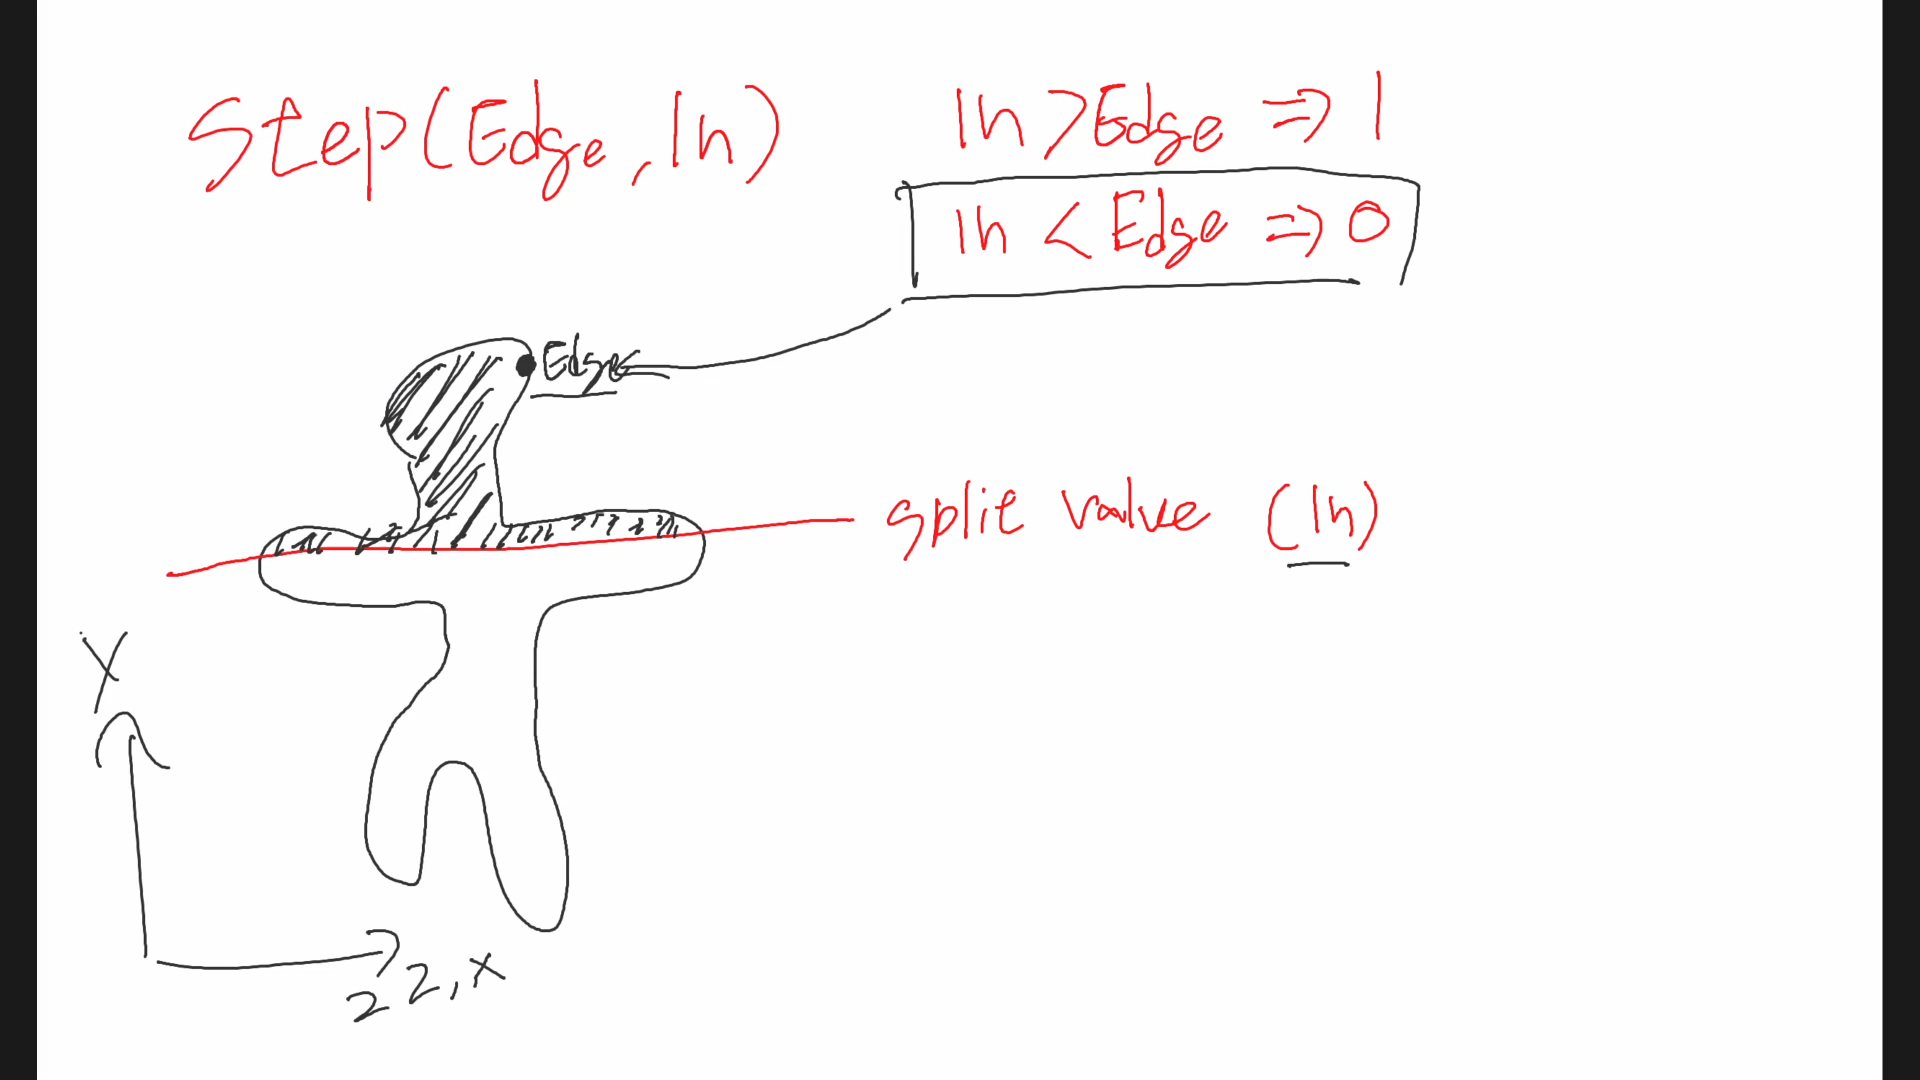 Step(Edge, In)
In > Edge => 1
In < Edge => 0
Edge
split value (In)
Y
z z, x